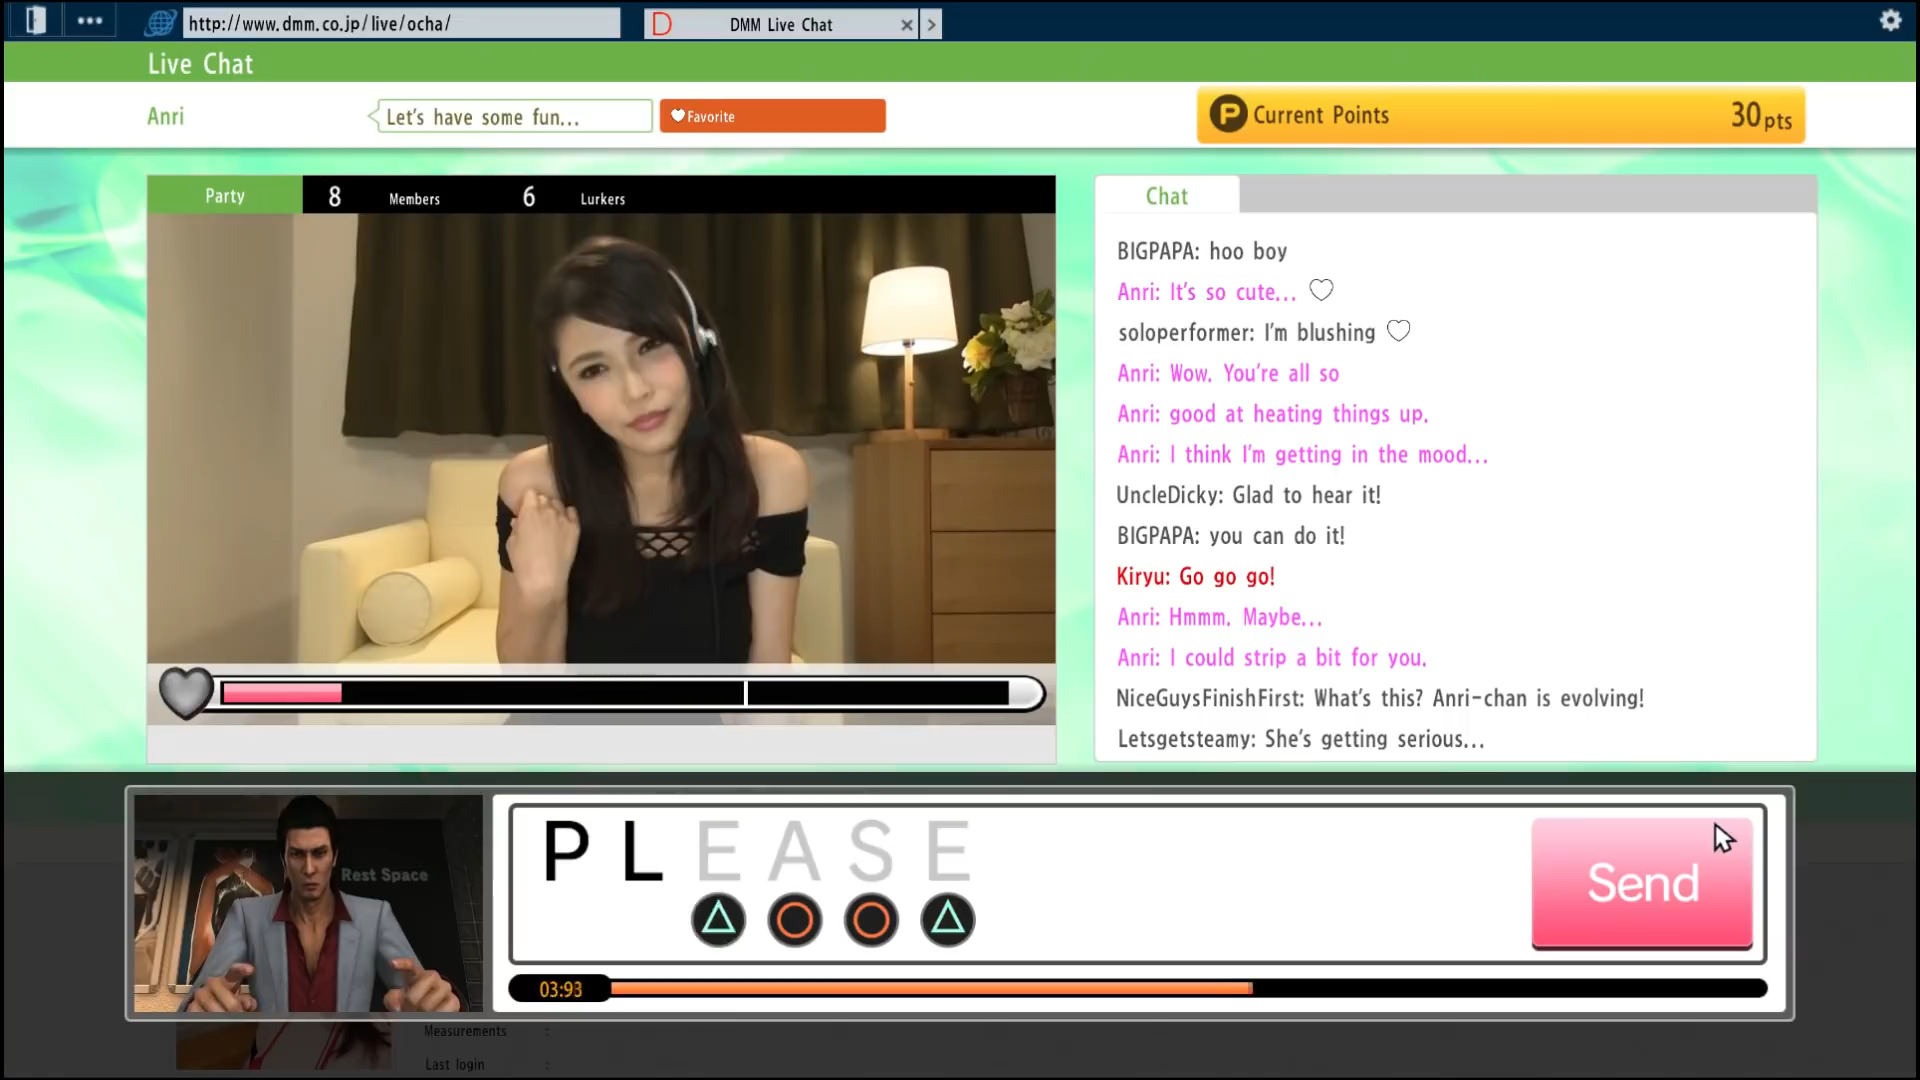 http://www.dmm.co.jp/live/ocha/
D DMM Live Chat
Live Chat
Anri
Let's have some fun...
Favorite
P Current Points 30pts
Party 8 Members 6 Lurkers
Chat
BIGPAPA: hoo boy
Anri: It's so cute... ♡
soloperformer: I'm blushing ♡
Anri: Wow. You're all so
Anri: good at heating things up.
Anri: I think I'm getting in the mood...
UncleDicky: Glad to hear it!
BIGPAPA: you can do it!
Kiryu: Go go go!
Anri: Hmmm. Maybe...
Anri: I could strip a bit for you.
NiceGuysFinishFirst: What's this? Anri-chan is evolving!
Letsgetsteamy: She's getting serious...
Rest Space
PLEASE
Send
03:93
Measurements :
Last login :